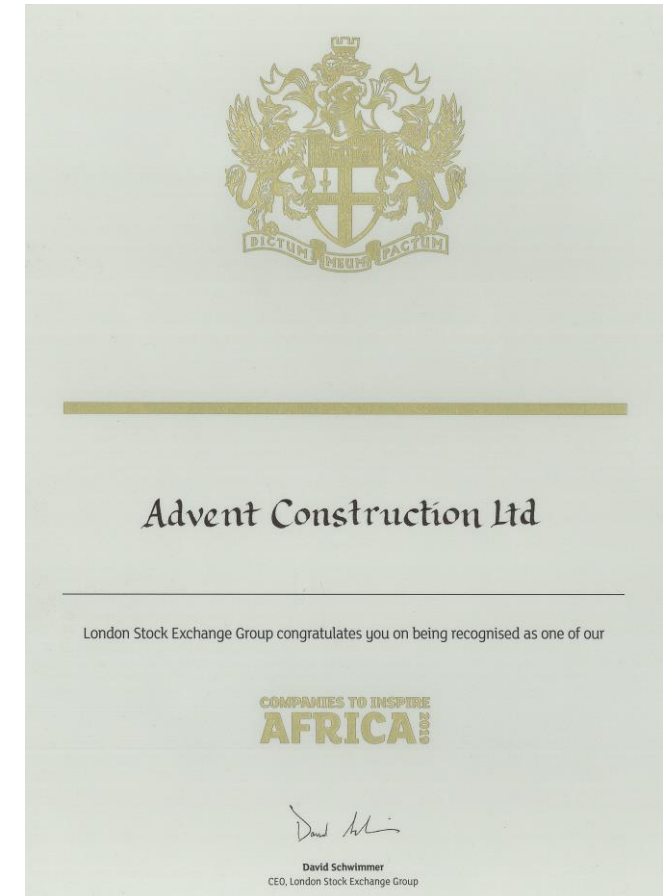 DICTUM MEUM PACTUM
Advent Construction Ltd
London Stock Exchange Group congratulates you on being recognised as one of our
COMPANIES TO INSPIRE
AFRICA 2019
David Schwimmer
CEO, London Stock Exchange Group